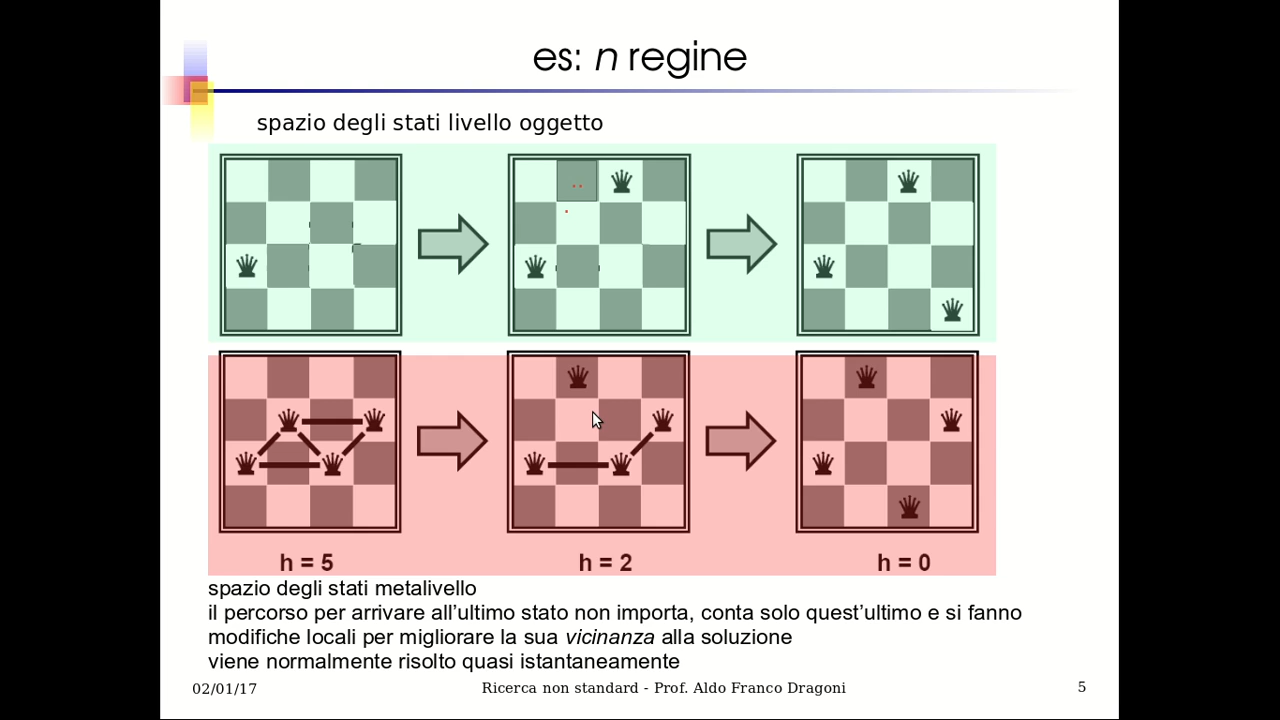 es: n regine
spazio degli stati livello oggetto
h = 5
h = 2
h = 0
spazio degli stati metalivello
il percorso per arrivare all’ultimo stato non importa, conta solo quest’ultimo e si fanno
modifiche locali per migliorare la sua vicinanza alla soluzione
viene normalmente risolto quasi istantaneamente
02/01/17
Ricerca non standard - Prof. Aldo Franco Dragoni
5